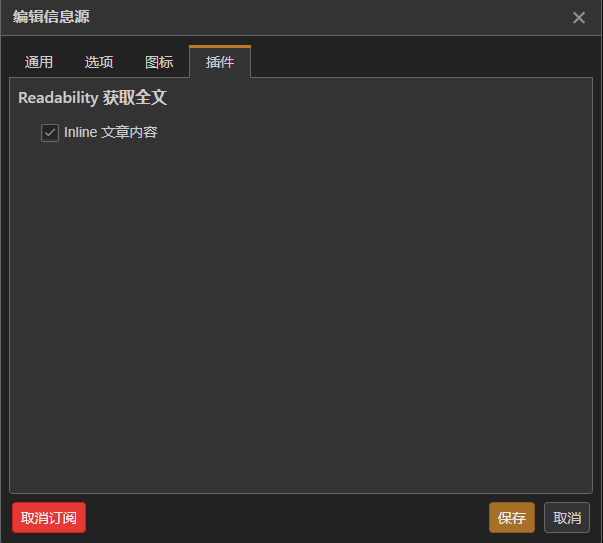 编辑信息源
通用 选项 图标 插件
Readability 获取全文
Inline 文章内容
取消订阅 保存 取消